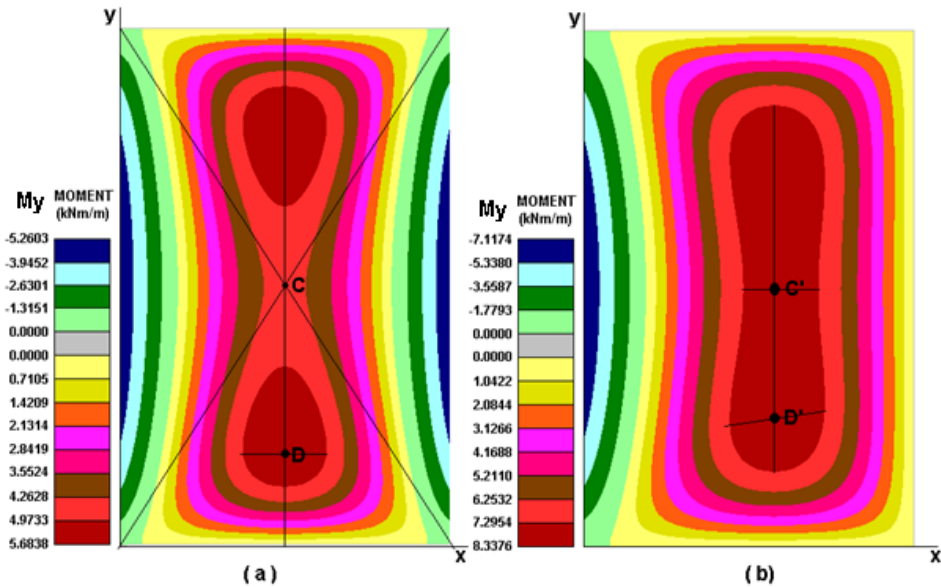 y
y
C
C'
D
D'
My
MOMENT
(kNm/m)
-5.2603
-3.9452
-2.6301
-1.3151
0.0000
0.0000
0.7105
1.4209
2.1314
2.8419
3.5524
4.2628
4.9733
5.6838
My
MOMENT
(kNm/m)
-7.1174
-5.3380
-3.5587
-1.7793
0.0000
0.0000
1.0422
2.0844
3.1266
4.1688
5.2110
6.2532
7.2954
8.3376
x
x
( a )
(b)